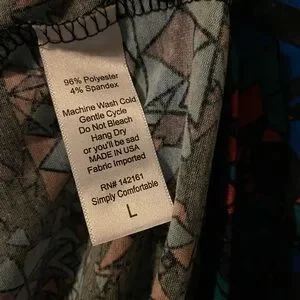 96% Polyester
4% Spandex
Machine Wash Cold
Gentle Cycle
Do Not Bleach
Hang Dry
or you'll be sad
MADE IN USA
Fabric Imported
RN# 142161
Simply Comfortable
L